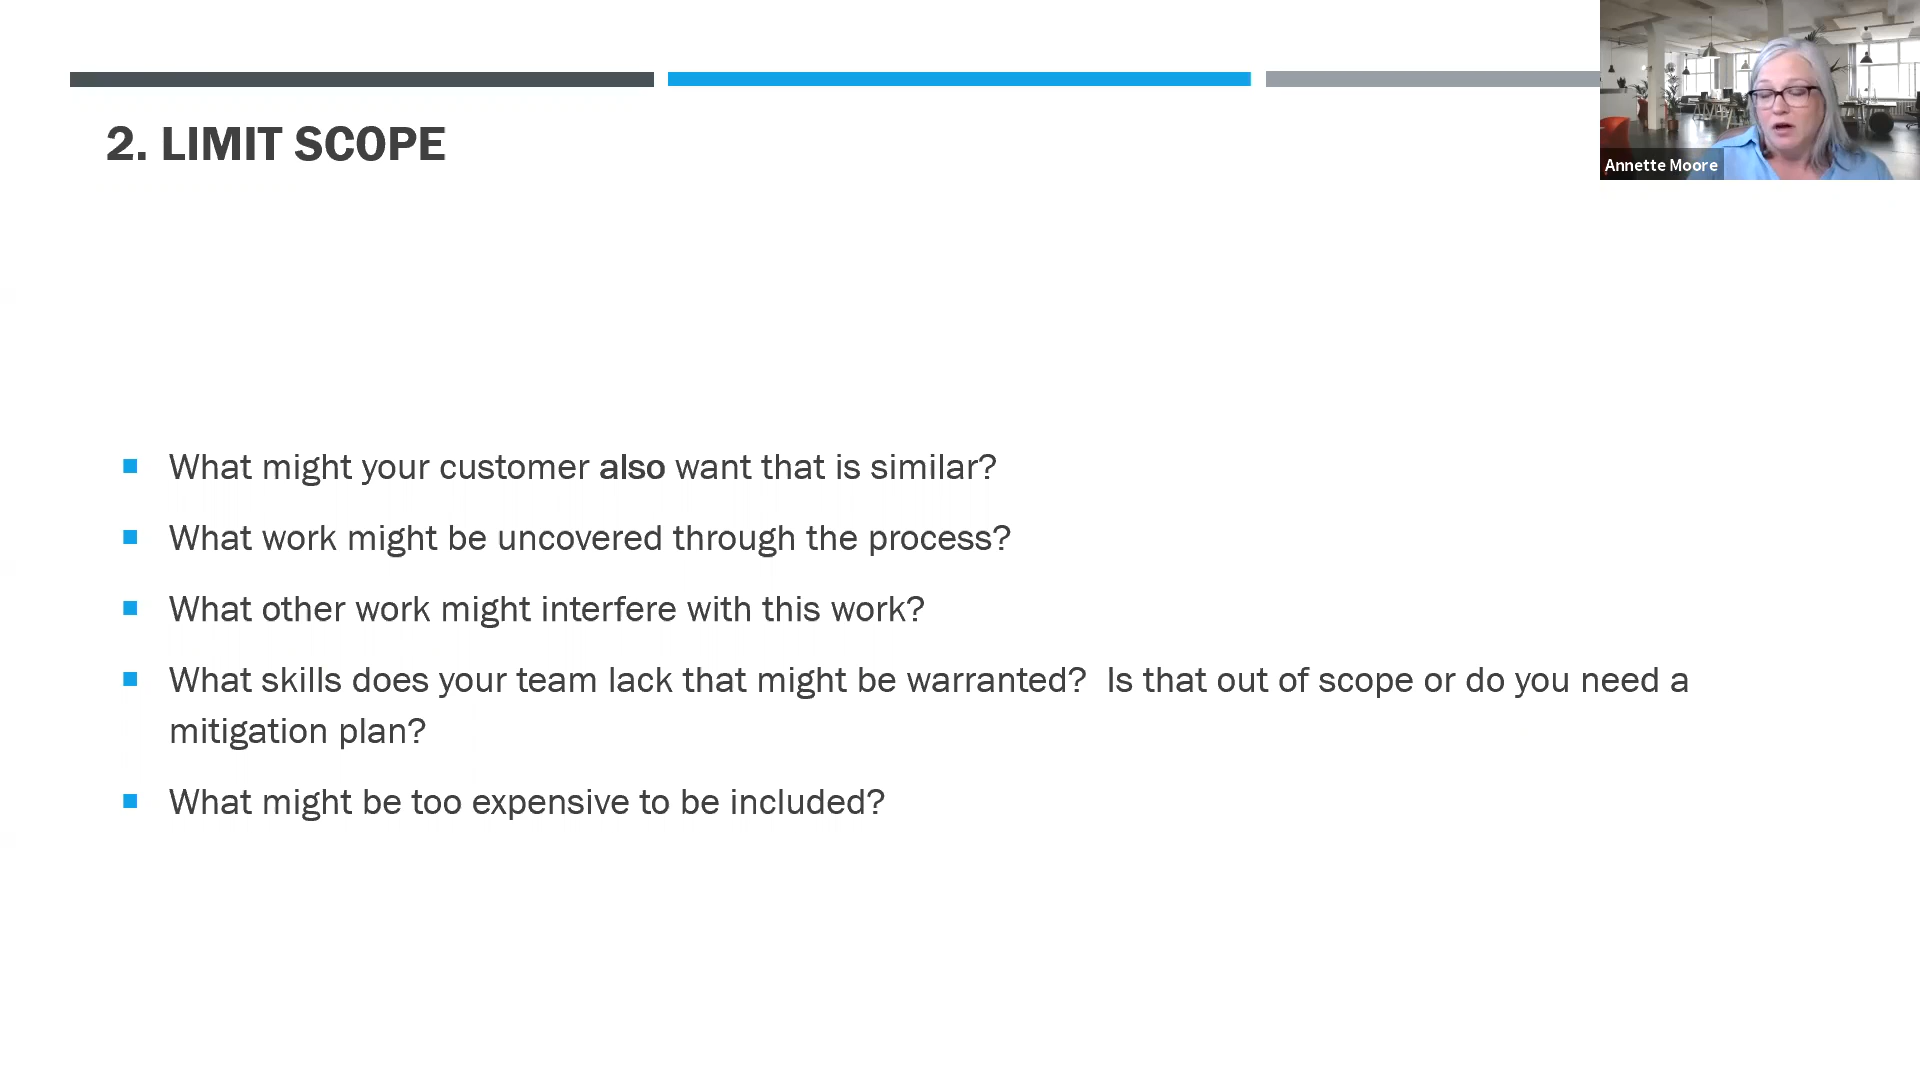 2. LIMIT SCOPE
Annette Moore
What might your customer also want that is similar?
What work might be uncovered through the process?
What other work might interfere with this work?
What skills does your team lack that might be warranted?  Is that out of scope or do you need a
mitigation plan?
What might be too expensive to be included?